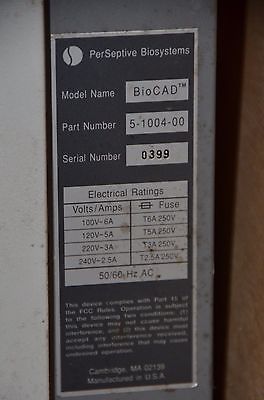 PerSeptive Biosystems
Model Name BioCAD™
Part Number 5-1004-00
Serial Number 0399
Electrical Ratings
Volts/Amps Fuse
100V-6A T6A 250V
120V-5A T5A 250V
220V-3A T3A 250V
240V-2.5A T2.5A 250V
50/60 Hz AC
This device complies with Part 15 of
the FCC Rules. Operation is subject
to the following two conditions: (1)
this device may not cause harmful
interference, and (2) this device must
accept any interference received,
including interference that may cause
undesired operation.
Cambridge, MA 02139
Manufactured in U.S.A.